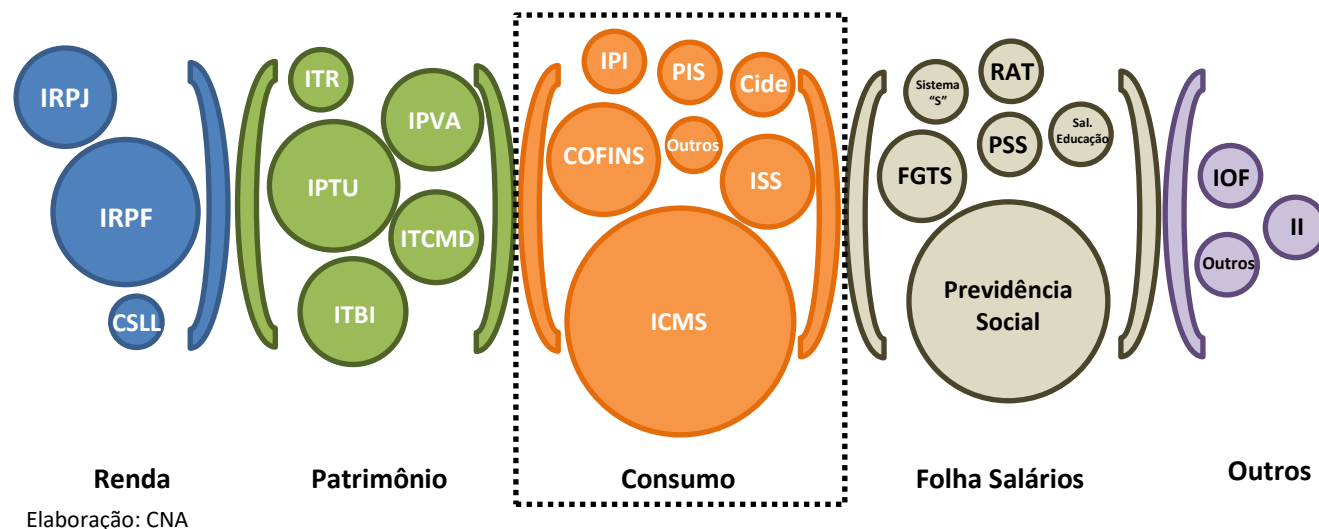 IRPJ
IRPF
CSLL
ITR
IPVA
IPTU
ITCMD
ITBI
IPI
PIS
Cide
COFINS
Outros
ISS
ICMS
Sistema
“S”
RAT
Sal.
Educação
PSS
FGTS
Previdência
Social
IOF
II
Outros
Renda
Patrimônio
Consumo
Folha Salários
Outros
Elaboração: CNA